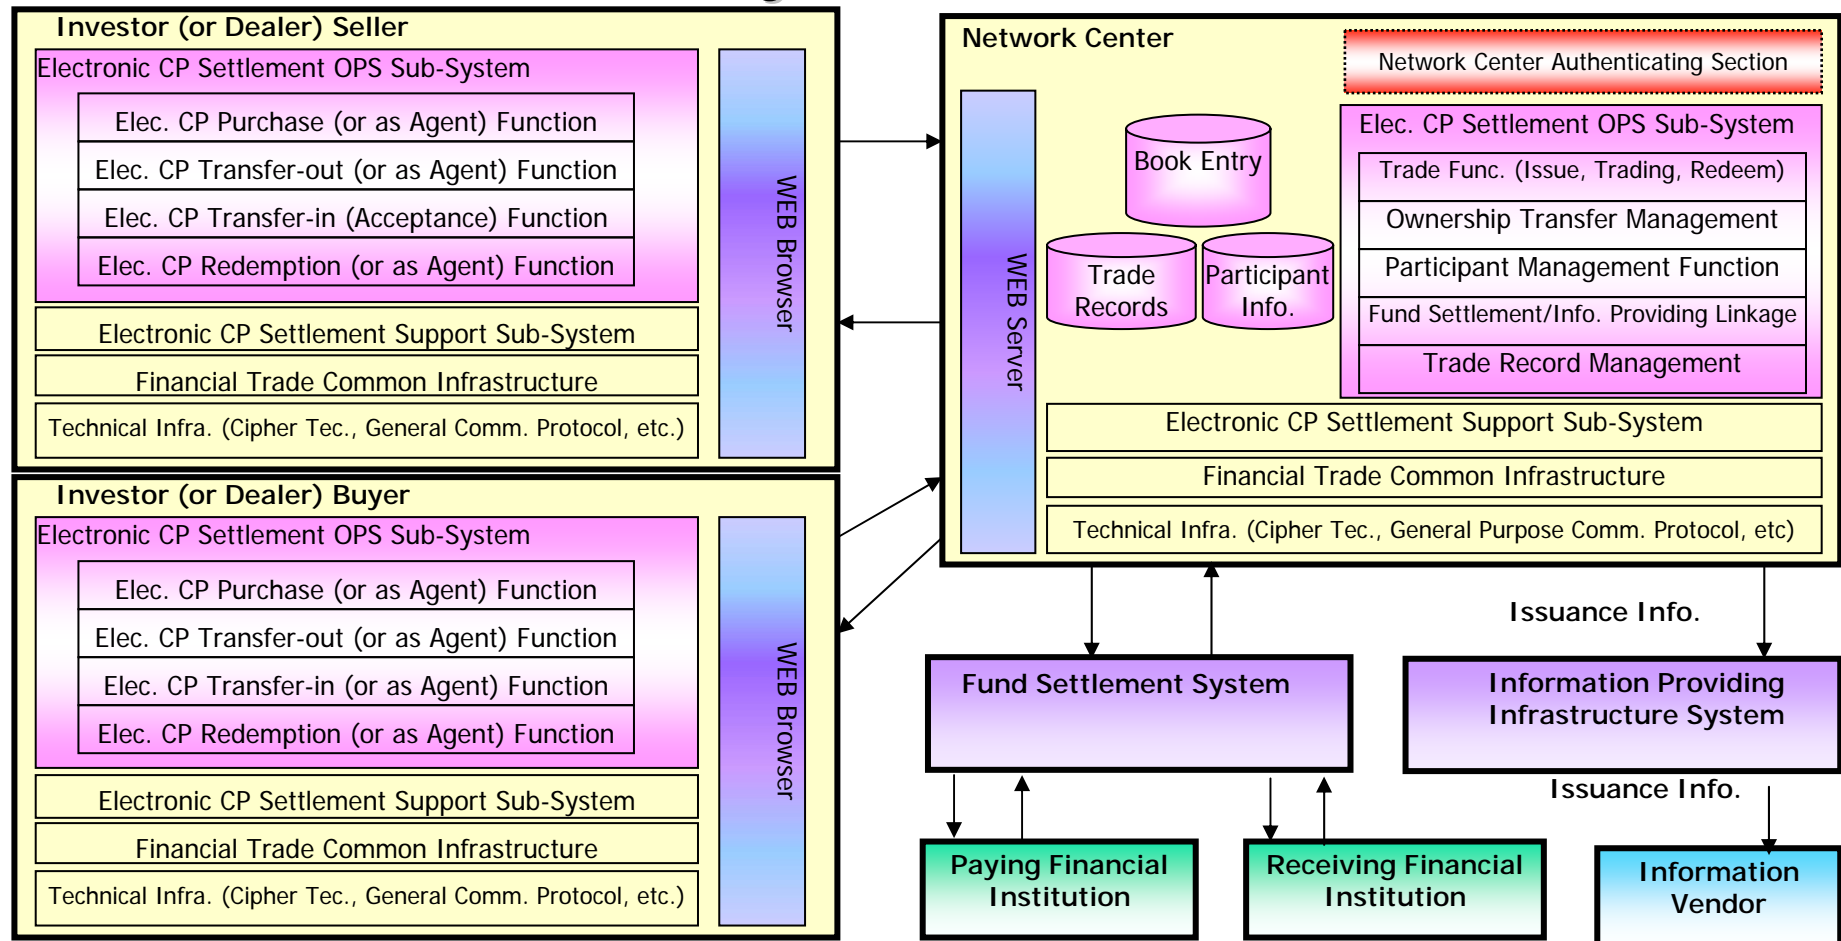 Investor (or Dealer) Seller
Electronic CP Settlement OPS Sub-System
Elec. CP Purchase (or as Agent) Function
Elec. CP Transfer-out (or as Agent) Function
Elec. CP Transfer-in (Acceptance) Function
Elec. CP Redemption (or as Agent) Function
Electronic CP Settlement Support Sub-System
Financial Trade Common Infrastructure
Technical Infra. (Cipher Tec., General Comm. Protocol, etc.)
WEB Browser
Investor (or Dealer) Buyer
Electronic CP Settlement OPS Sub-System
Elec. CP Purchase (or as Agent) Function
Elec. CP Transfer-out (or as Agent) Function
Elec. CP Transfer-in (or as Agent) Function
Elec. CP Redemption (or as Agent) Function
Electronic CP Settlement Support Sub-System
Financial Trade Common Infrastructure
Technical Infra. (Cipher Tec., General Comm. Protocol, etc.)
WEB Browser
Network Center
Network Center Authenticating Section
WEB Server
Book Entry
Trade
Records
Participant
Info.
Elec. CP Settlement OPS Sub-System
Trade Func. (Issue, Trading, Redeem)
Ownership Transfer Management
Participant Management Function
Fund Settlement/Info. Providing Linkage
Trade Record Management
Electronic CP Settlement Support Sub-System
Financial Trade Common Infrastructure
Technical Infra. (Cipher Tec., General Purpose Comm. Protocol, etc)
Issuance Info.
Fund Settlement System
Information Providing
Infrastructure System
Issuance Info.
Paying Financial
Institution
Receiving Financial
Institution
Information
Vendor